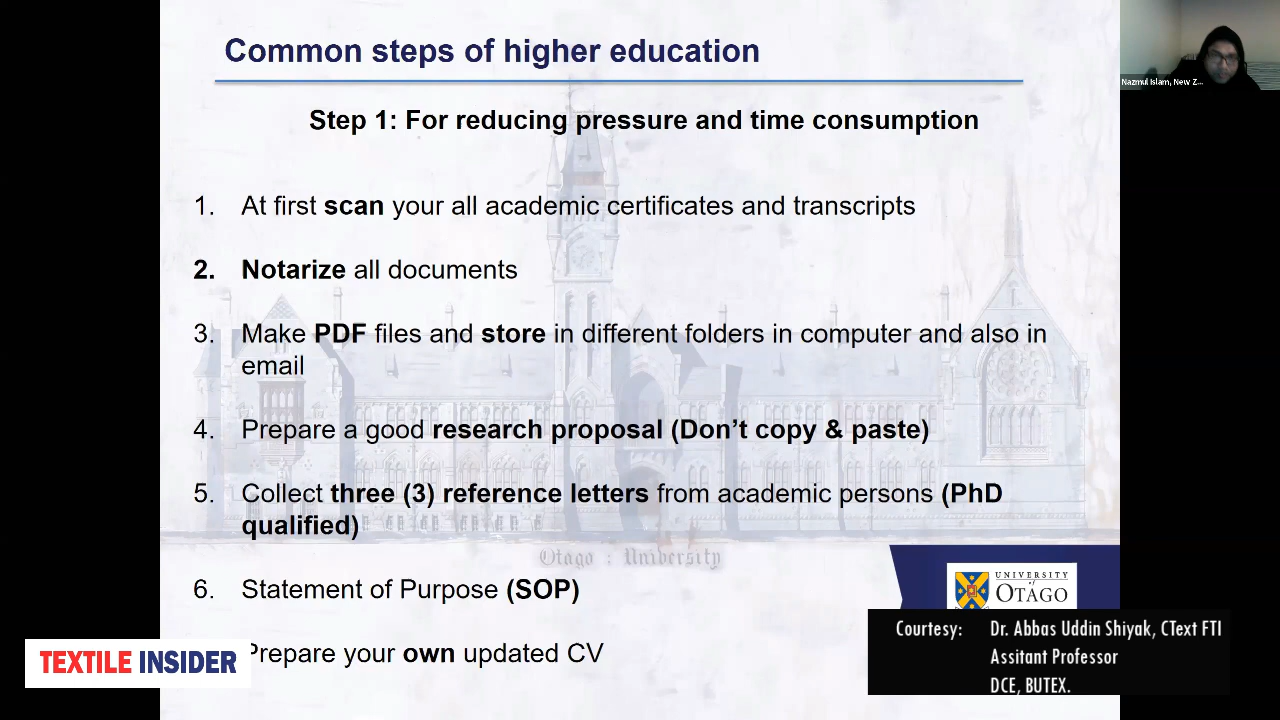 Common steps of higher education
Nazmul Islam, New Z...
Step 1: For reducing pressure and time consumption
1. At first scan your all academic certificates and transcripts
2. Notarize all documents
3. Make PDF files and store in different folders in computer and also in
email
4. Prepare a good research proposal (Don’t copy & paste)
5. Collect three (3) reference letters from academic persons (PhD
qualified)
Otago : University
6. Statement of Purpose (SOP)
UNIVERSITY
of
OTAGO
Courtesy: Dr. Abbas Uddin Shiyak, CText FTI
Assitant Professor
DCE, BUTEX.
TEXTILE INSIDER
Prepare your own updated CV